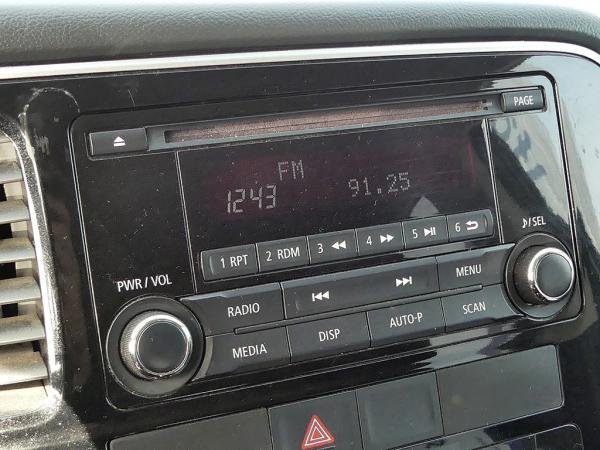 PAGE
FM
1243 91.25
1 RPT 2 RDM 3 4 5 6
PWR / VOL
♪/SEL
RADIO MENU
MEDIA DISP AUTO-P SCAN